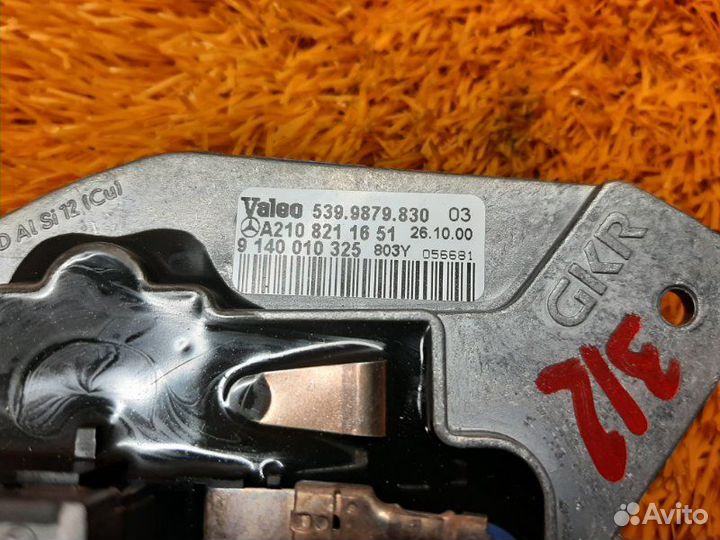 D Al Si 12 (Cu)
Valeo 539.9879.830 03
A210 821 16 51 26.10.00
9 140 010 325 803Y 056681
GKR
312
Avito